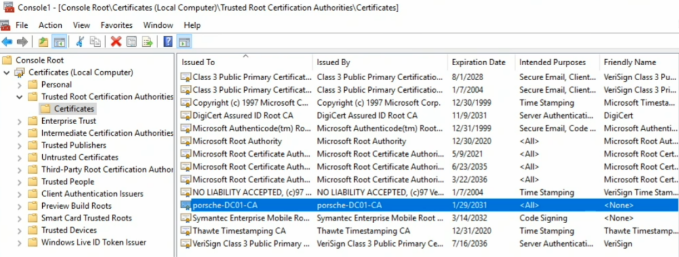 Console1 - [Console Root\Certificates (Local Computer)\Trusted Root Certification Authorities\Certificates]
File Action View Favorites Window Help
Console Root
Certificates (Local Computer)
Personal
Trusted Root Certification Authorities
Certificates
Enterprise Trust
Intermediate Certification Authorities
Trusted Publishers
Untrusted Certificates
Third-Party Root Certification Authorities
Trusted People
Client Authentication Issuers
Preview Build Roots
Smart Card Trusted Roots
Trusted Devices
Windows Live ID Token Issuer
Issued To Issued By Expiration Date Intended Purposes Friendly Name
Class 3 Public Primary Certificat... Class 3 Public Primary Certificatio... 8/1/2028 Secure Email, Client... VeriSign Class 3 Pu
Class 3 Public Primary Certificat... Class 3 Public Primary Certificatio... 1/7/2004 Secure Email, Client... VeriSign
Copyright (c) 1997 Microsoft C... Copyright (c) 1997 Microsoft Corp. 12/30/1999 Time Stamping Microsoft Timesta...
DigiCert Assured ID Root CA DigiCert Assured ID Root CA 11/9/2031 Server Authenticati... DigiCert
Microsoft Authenticode(tm) Ro... Microsoft Authenticode(tm) Root... 12/31/1999 Secure Email, Code ... Microsoft Authenti...
Microsoft Root Authority Microsoft Root Authority 12/30/2020 <All> Microsoft Root Aut...
Microsoft Root Certificate Auth... Microsoft Root Certificate Authori... 5/9/2021 <All> Microsoft Root Cert...
Microsoft Root Certificate Auth... Microsoft Root Certificate Authori... 6/23/2035 <All> Microsoft Root Cert...
Microsoft Root Certificate Auth... Microsoft Root Certificate Authori... 3/22/2036 <All> Microsoft Root Cert...
NO LIABILITY ACCEPTED, (c)97 ... NO LIABILITY ACCEPTED, (c)97 Ve... 1/7/2004 Time Stamping VeriSign Time Stam...
porsche-DC01-CA porsche-DC01-CA 1/29/2031 <All> <None>
Symantec Enterprise Mobile Ro... Symantec Enterprise Mobile Root ... 3/14/2032 Code Signing <None>
Thawte Timestamping CA Thawte Timestamping CA 12/31/2020 Time Stamping Thawte Timestamp...
VeriSign Class 3 Public Primary ... VeriSign Class 3 Public Primary Ce... 7/16/2036 Server Authenticati... VeriSign